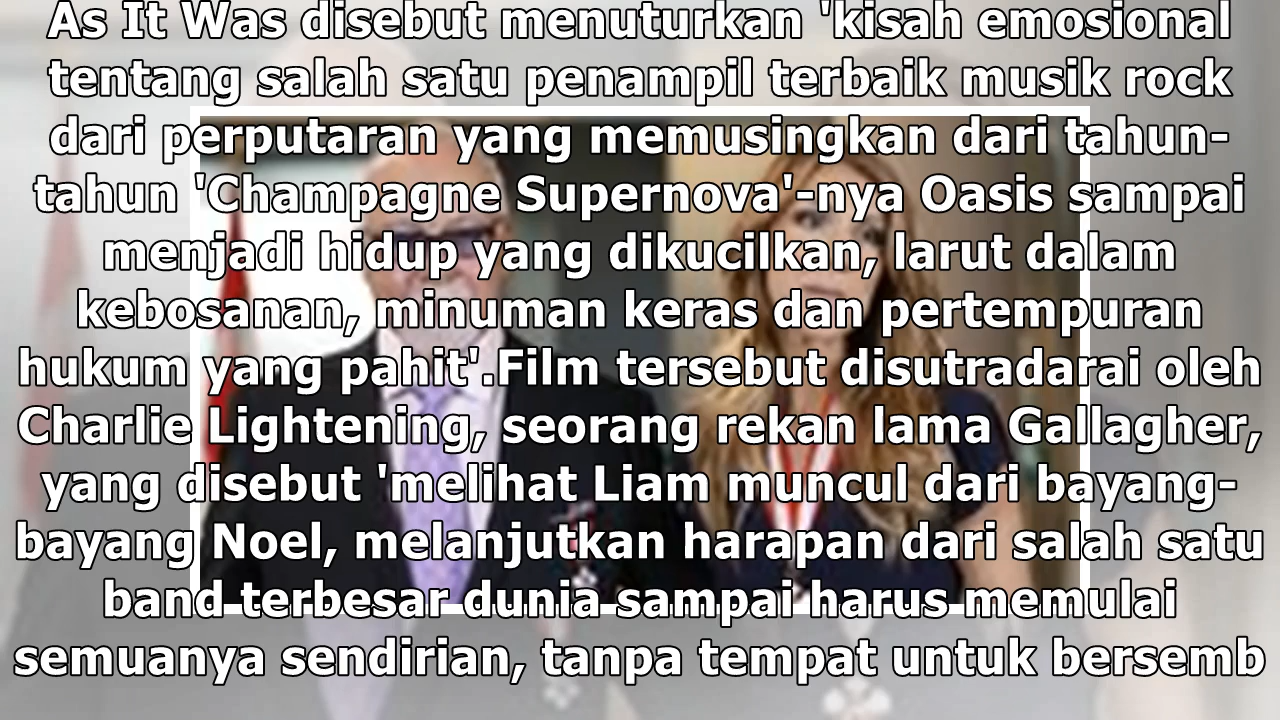 As It Was disebut menuturkan 'kisah emosional
tentang salah satu penampil terbaik musik rock
dari perputaran yang memusingkan dari tahun-
tahun 'Champagne Supernova'-nya Oasis sampai
menjadi hidup yang dikucilkan, larut dalam
kebosanan, minuman keras dan pertempuran
hukum yang pahit'.Film tersebut disutradarai oleh
Charlie Lightening, seorang rekan lama Gallagher,
yang disebut 'melihat Liam muncul dari bayang-
bayang Noel, melanjutkan harapan dari salah satu
band terbesar dunia sampai harus memulai
semuanya sendirian, tanpa tempat untuk bersemb